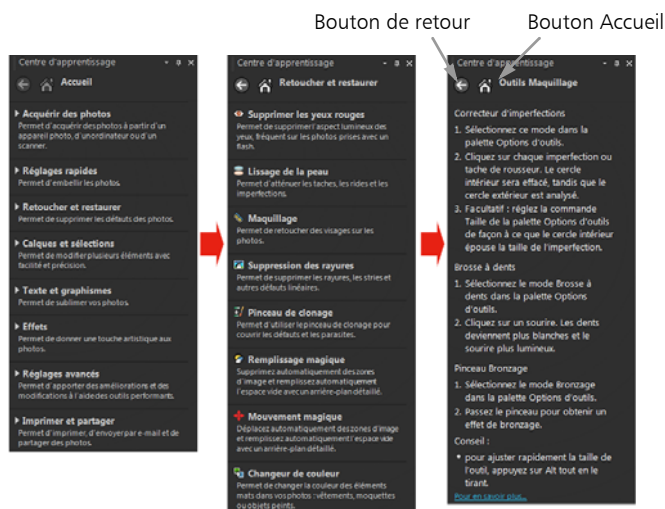 Bouton de retour
Bouton Accueil
Centre d'apprentissage
Accueil
Acquérir des photos
Permet d'acquérir des photos à partir d'un
appareil photo, d'un ordinateur ou d'un
scanner.
Réglages rapides
Permet d'embellir les photos.
Retoucher et restaurer
Permet de supprimer les défauts des photos.
Calques et sélections
Permet de modifier plusieurs éléments avec
facilité et précision.
Texte et graphismes
Permet de sublimer vos photos.
Effets
Permet de donner une touche artistique aux
photos.
Réglages avancés
Permet d'apporter des améliorations et des
modifications à l'aide des outils performants.
Imprimer et partager
Permet d'imprimer, d'envoyer par e-mail et de
partager des photos.
Centre d'apprentissage
Retoucher et restaurer
Supprimer les yeux rouges
Permet de supprimer l'aspect lumineux des
yeux, fréquent sur les photos prises avec un
flash.
Lissage de la peau
Permet d'atténuer les taches, les rides et les
imperfections.
Maquillage
Permet de retoucher des visages sur les
photos.
Suppression des rayures
Permet de supprimer les rayures, les stries et
autres défauts linéaires.
Pinceau de clonage
Permet d'utiliser le pinceau de clonage pour
couvrir les défauts et les parasites.
Remplissage magique
Supprimez automatiquement des zones
d'image et remplissez automatiquement
l'espace vide avec un arrière-plan détaillé.
Mouvement magique
Déplacez automatiquement des zones d'image
et remplissez automatiquement l'espace vide
avec un arrière-plan détaillé.
Changeur de couleur
Permet de changer la couleur des éléments
mats dans vos photos : vêtements, moquettes
ou objets peints.
Centre d'apprentissage
Outils Maquillage
Correcteur d'imperfections
1. Sélectionnez ce mode dans la
palette Options d'outils.
2. Cliquez sur chaque imperfection ou
tache de rousseur. Le cercle
intérieur sera effacé, tandis que le
cercle extérieur est analysé.
3. Facultatif : réglez la commande
Taille de la palette Options d'outils
de façon à ce que le cercle intérieur
épouse la taille de l'imperfection.
Brosse à dents
1. Sélectionnez le mode Brosse à
dents dans la palette Options
d'outils.
2. Cliquez sur un sourire. Les dents
deviennent plus blanches et le
sourire plus lumineux.
Pinceau Bronzage
1. Sélectionnez le mode Bronzage
dans la palette Options d'outils.
2. Passez le pinceau pour obtenir un
effet de bronzage.
Conseil :
• pour ajuster rapidement la taille de
l'outil, appuyez sur Alt tout en le
tirant.
Pour en savoir plus...